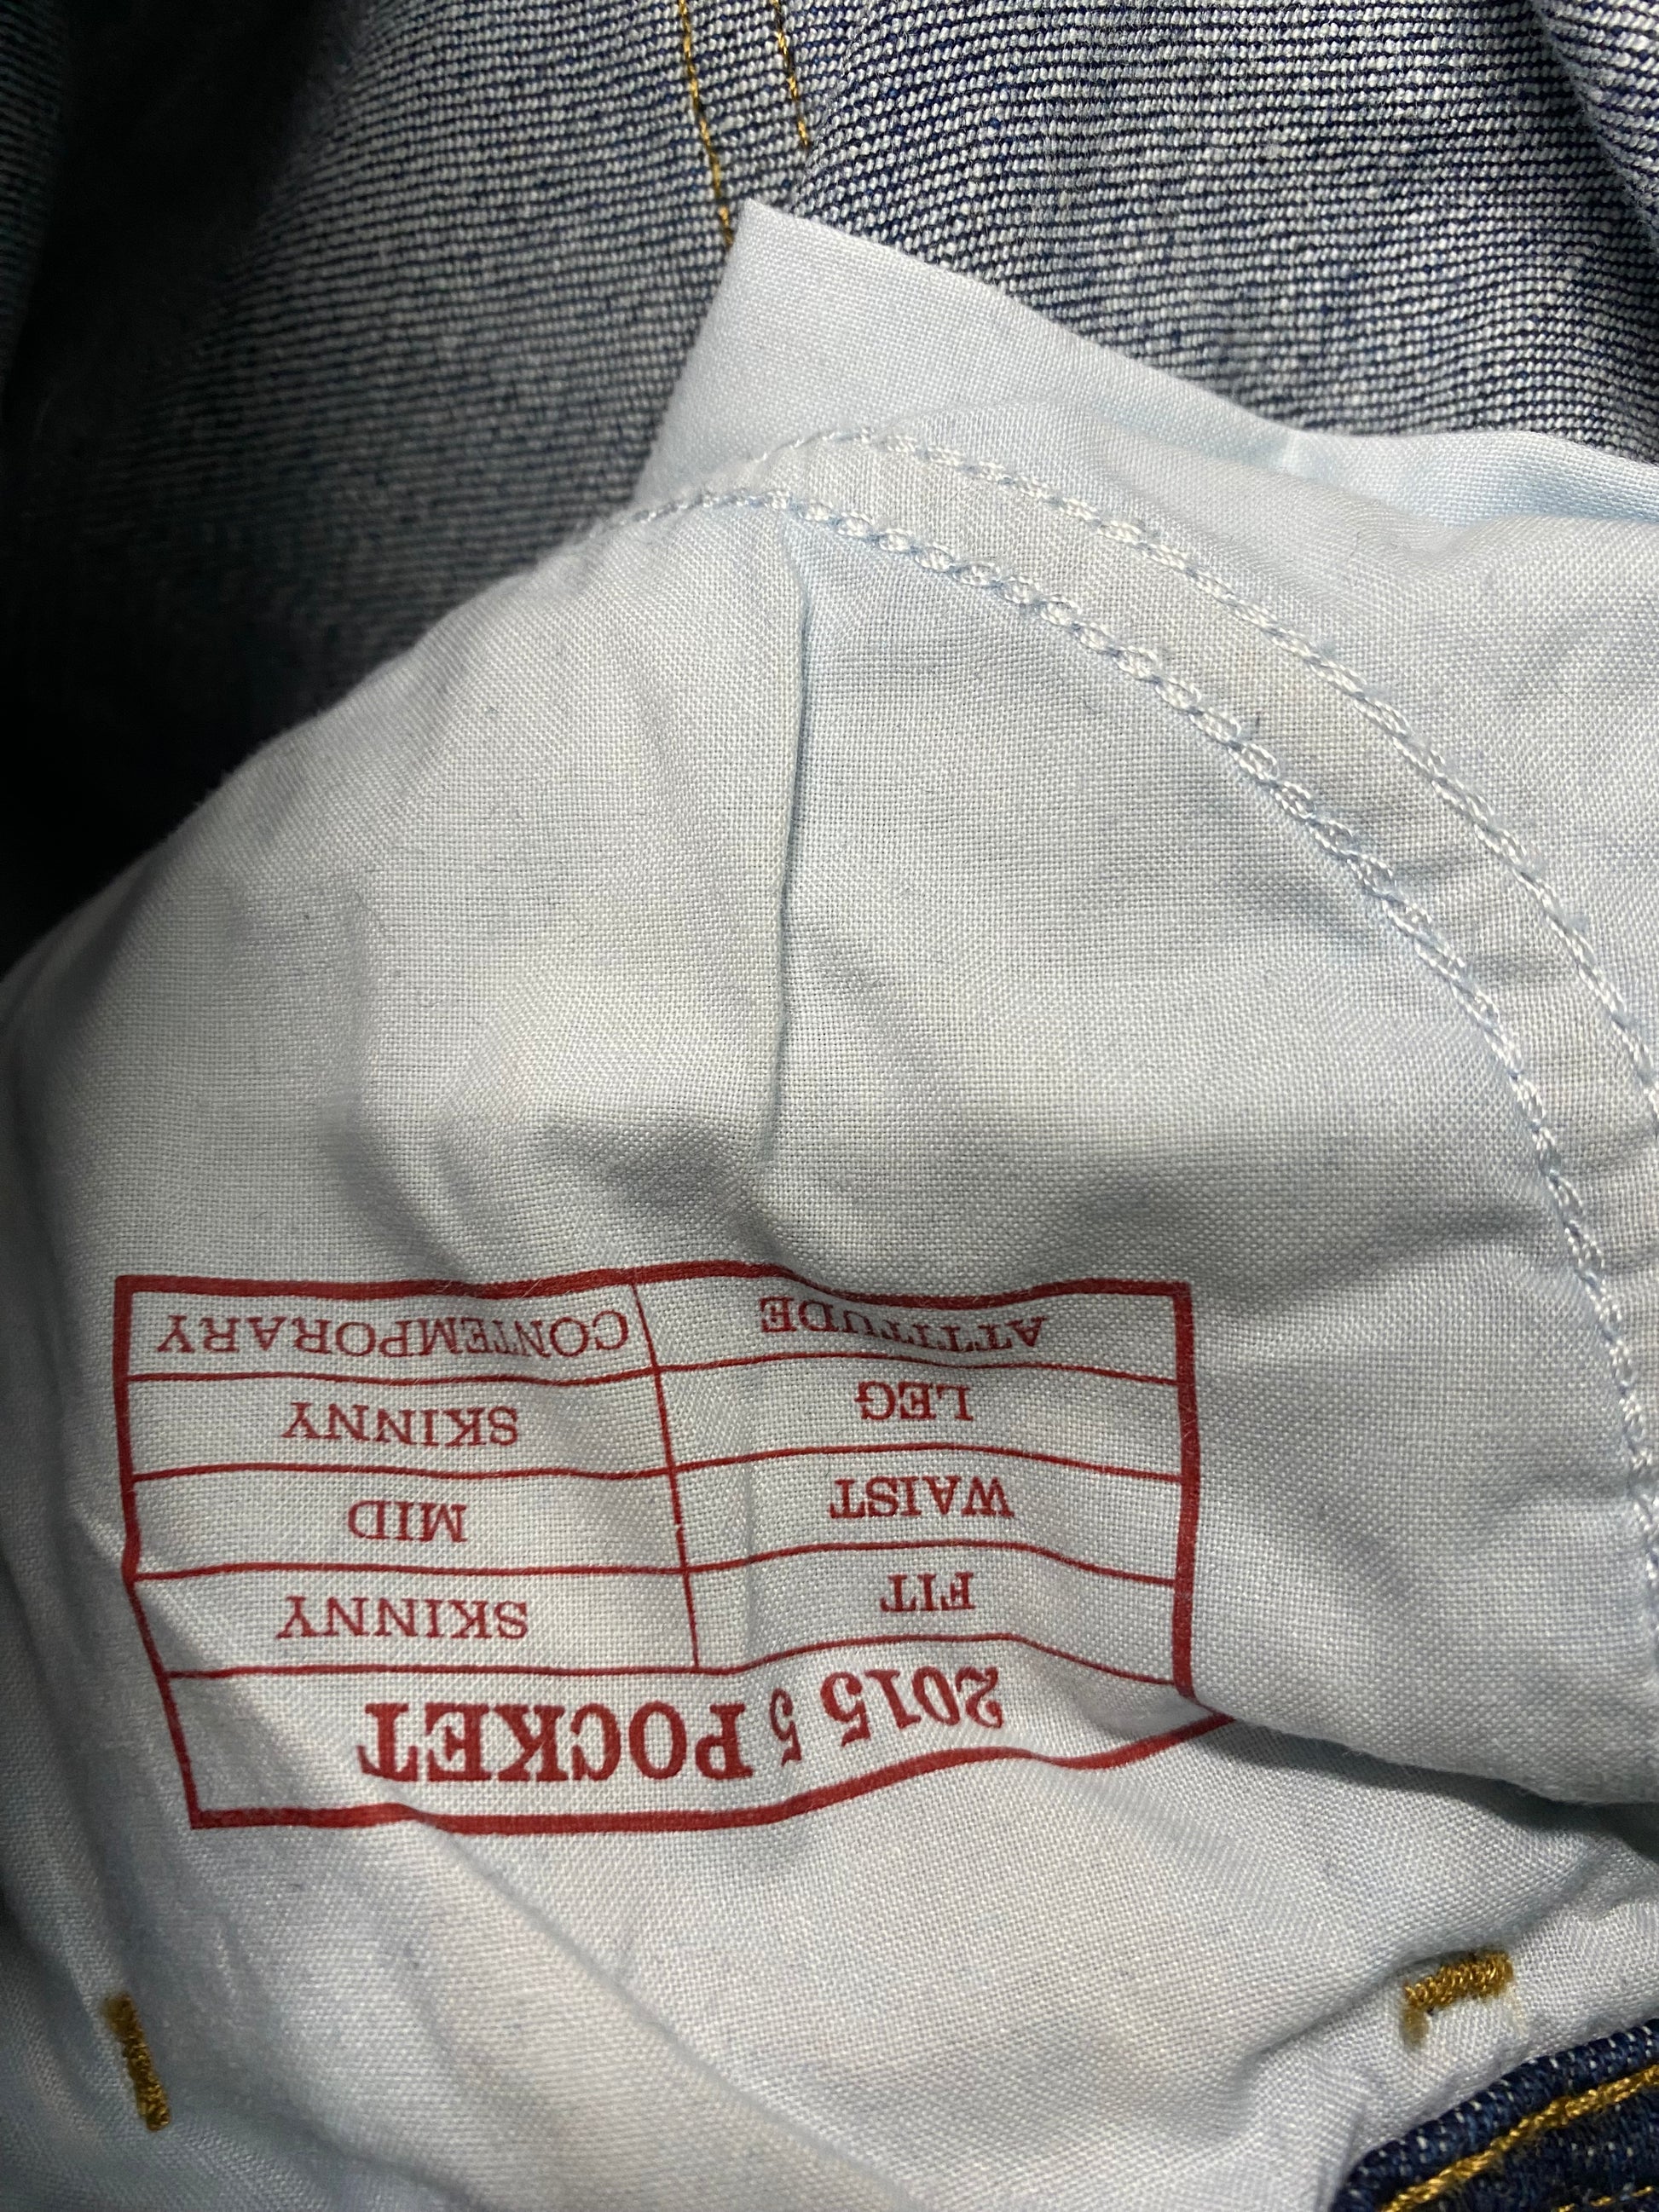 2015 5 POCKET
FIT SKINNY
WAIST MID
LEG SKINNY
ATTITUDE CONTEMPORARY